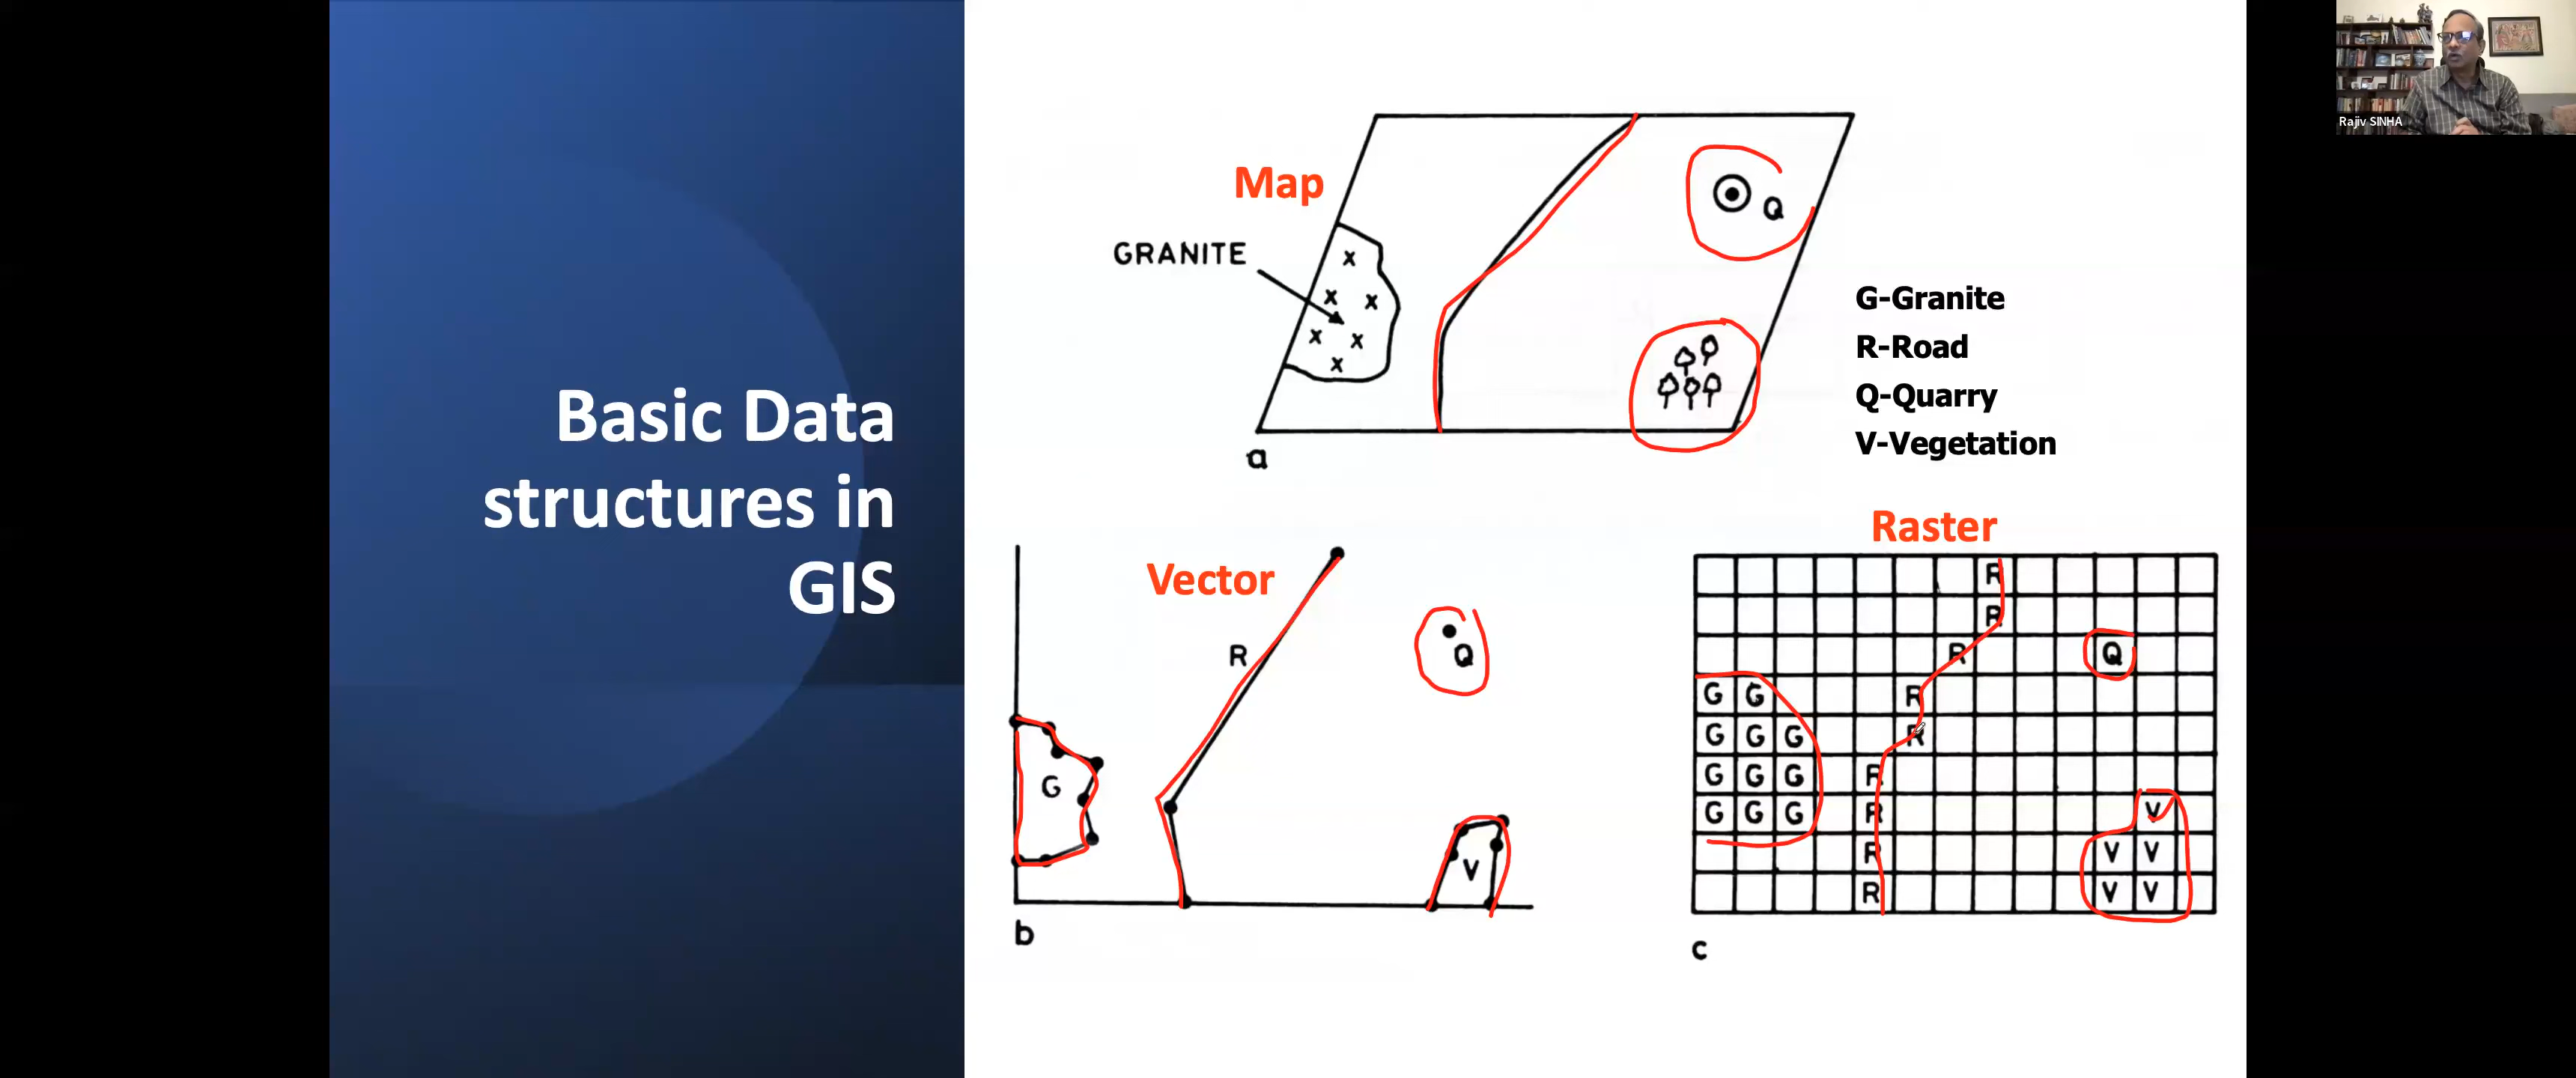 Basic Data
structures in
GIS
Map
GRANITE
x
x x
x x
x
Q
a
G-Granite
R-Road
Q-Quarry
V-Vegetation
Vector
R
Q
G
V
b
Raster
R
R
R Q
G G R
G G G R
G G G R
G G G R V
R V V
R V V
c
Rajiv SINHA